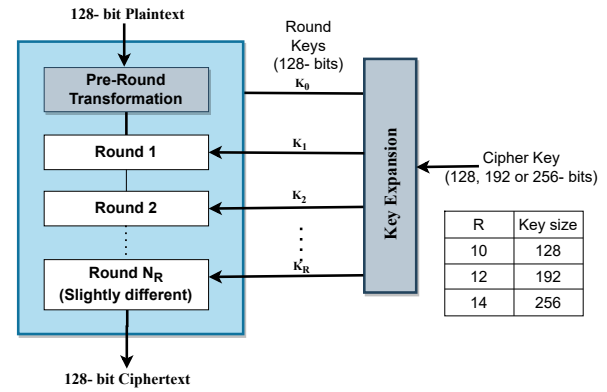 128- bit Plaintext
Round
Keys
(128- bits)
Pre-Round
Transformation
K0
Round 1
K1
Key Expansion
Cipher Key
(128, 192 or 256- bits)
Round 2
K2
R Key size
10 128
12 192
14 256
Round NR
(Slightly different)
KR
128- bit Ciphertext